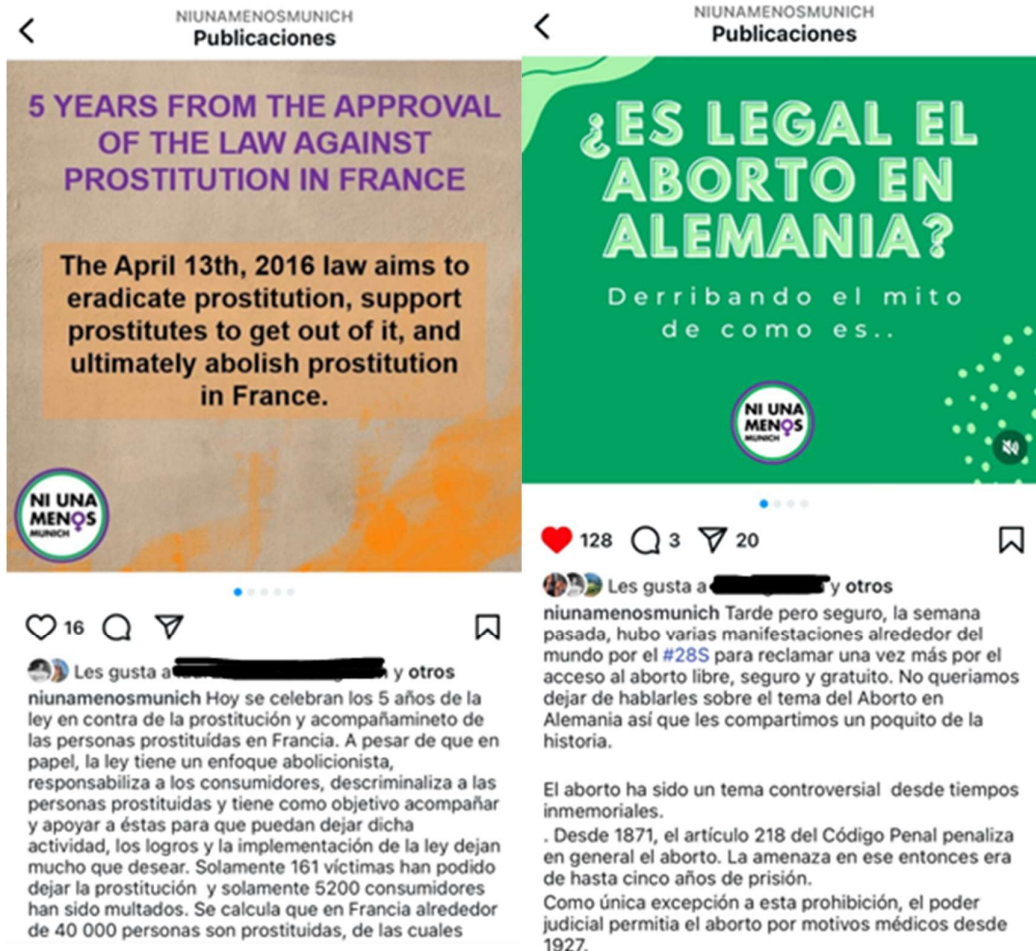 NIUNAMENOSMUNICH
Publicaciones
5 YEARS FROM THE APPROVAL
OF THE LAW AGAINST
PROSTITUTION IN FRANCE
The April 13th, 2016 law aims to
eradicate prostitution, support
prostitutes to get out of it, and
ultimately abolish prostitution
in France.
NI UNA
MENOS
MUNICH
16
Les gusta a y otros
niunamenosmunich Hoy se celebran los 5 años de la
ley en contra de la prostitución y acompañamineto de
las personas prostituídas en Francia. A pesar de que en
papel, la ley tiene un enfoque abolicionista,
responsabiliza a los consumidores, descriminaliza a las
personas prostituidas y tiene como objetivo acompañar
y apoyar a éstas para que puedan dejar dicha
actividad, los logros y la implementación de la ley dejan
mucho que desear. Solamente 161 víctimas han podido
dejar la prostitución y solamente 5200 consumidores
han sido multados. Se calcula que en Francia alrededor
de 40 000 personas son prostituidas, de las cuales
NIUNAMENOSMUNICH
Publicaciones
¿ES LEGAL EL
ABORTO EN
ALEMANIA?
Derribando el mito
de como es..
NI UNA
MENOS
MUNICH
128 3 20
Les gusta a y otros
niunamenosmunich Tarde pero seguro, la semana
pasada, hubo varias manifestaciones alrededor del
mundo por el #28S para reclamar una vez más por el
acceso al aborto libre, seguro y gratuito. No queriamos
dejar de hablarles sobre el tema del Aborto en
Alemania así que les compartimos un poquito de la
historia.
El aborto ha sido un tema controversial desde tiempos
inmemoriales.
. Desde 1871, el artículo 218 del Código Penal penaliza
en general el aborto. La amenaza en ese entonces era
de hasta cinco años de prisión.
Como única excepción a esta prohibición, el poder
judicial permitia el aborto por motivos médicos desde
1927.